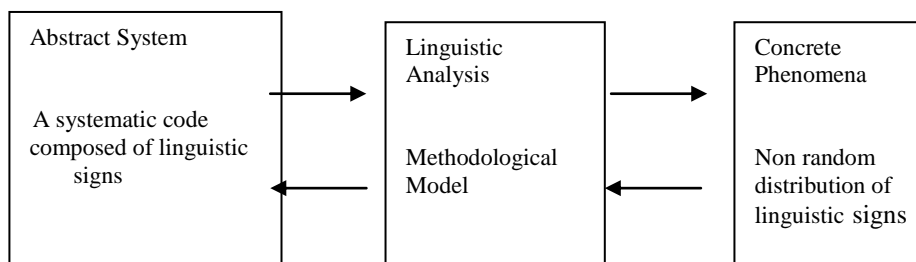 Abstract System
A systematic code
composed of linguistic
signs
Linguistic
Analysis
Methodological
Model
Concrete
Phenomena
Non random
distribution of
linguistic signs